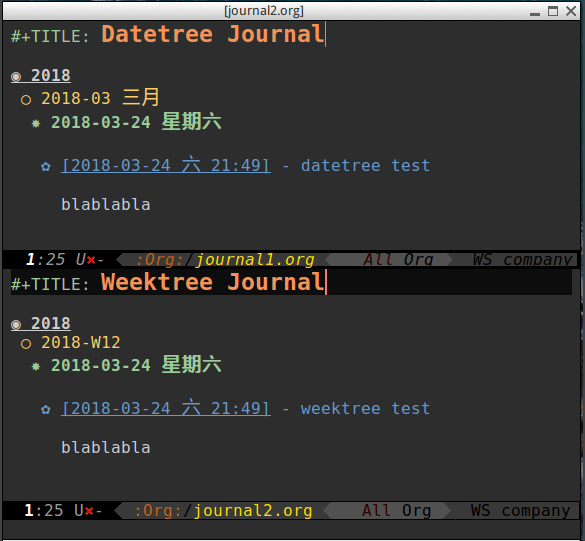 [journal2.org]
#+TITLE: Datetree Journal
◉ 2018
○ 2018-03 三月
✸ 2018-03-24 星期六
✿ [2018-03-24 六 21:49] - datetree test
blablabla
1:25 U×- :Org:/journal1.org All Org WS company
#+TITLE: Weektree Journal
◉ 2018
○ 2018-W12
✸ 2018-03-24 星期六
✿ [2018-03-24 六 21:49] - weektree test
blablabla
1:25 U×- :Org:/journal2.org All Org WS company